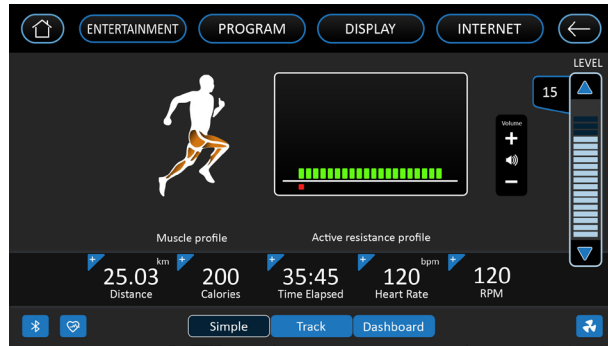 ENTERTAINMENT PROGRAM DISPLAY INTERNET
LEVEL
15
Volume
Muscle profile Active resistance profile
km bpm
25.03 200 35:45 120 120
Distance Calories Time Elapsed Heart Rate RPM
Simple Track Dashboard